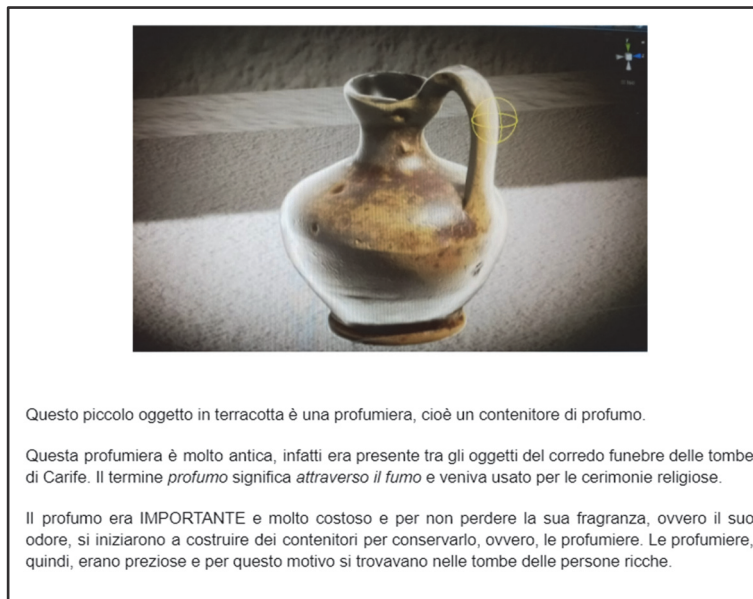 Questo piccolo oggetto in terracotta è una profumiera, cioè un contenitore di profumo.
Questa profumiera è molto antica, infatti era presente tra gli oggetti del corredo funebre delle tombe
di Carife. Il termine profumo significa attraverso il fumo e veniva usato per le cerimonie religiose.
Il profumo era IMPORTANTE e molto costoso e per non perdere la sua fragranza, ovvero il suo
odore, si iniziarono a costruire dei contenitori per conservarlo, ovvero, le profumiere. Le profumiere,
quindi, erano preziose e per questo motivo si trovavano nelle tombe delle persone ricche.